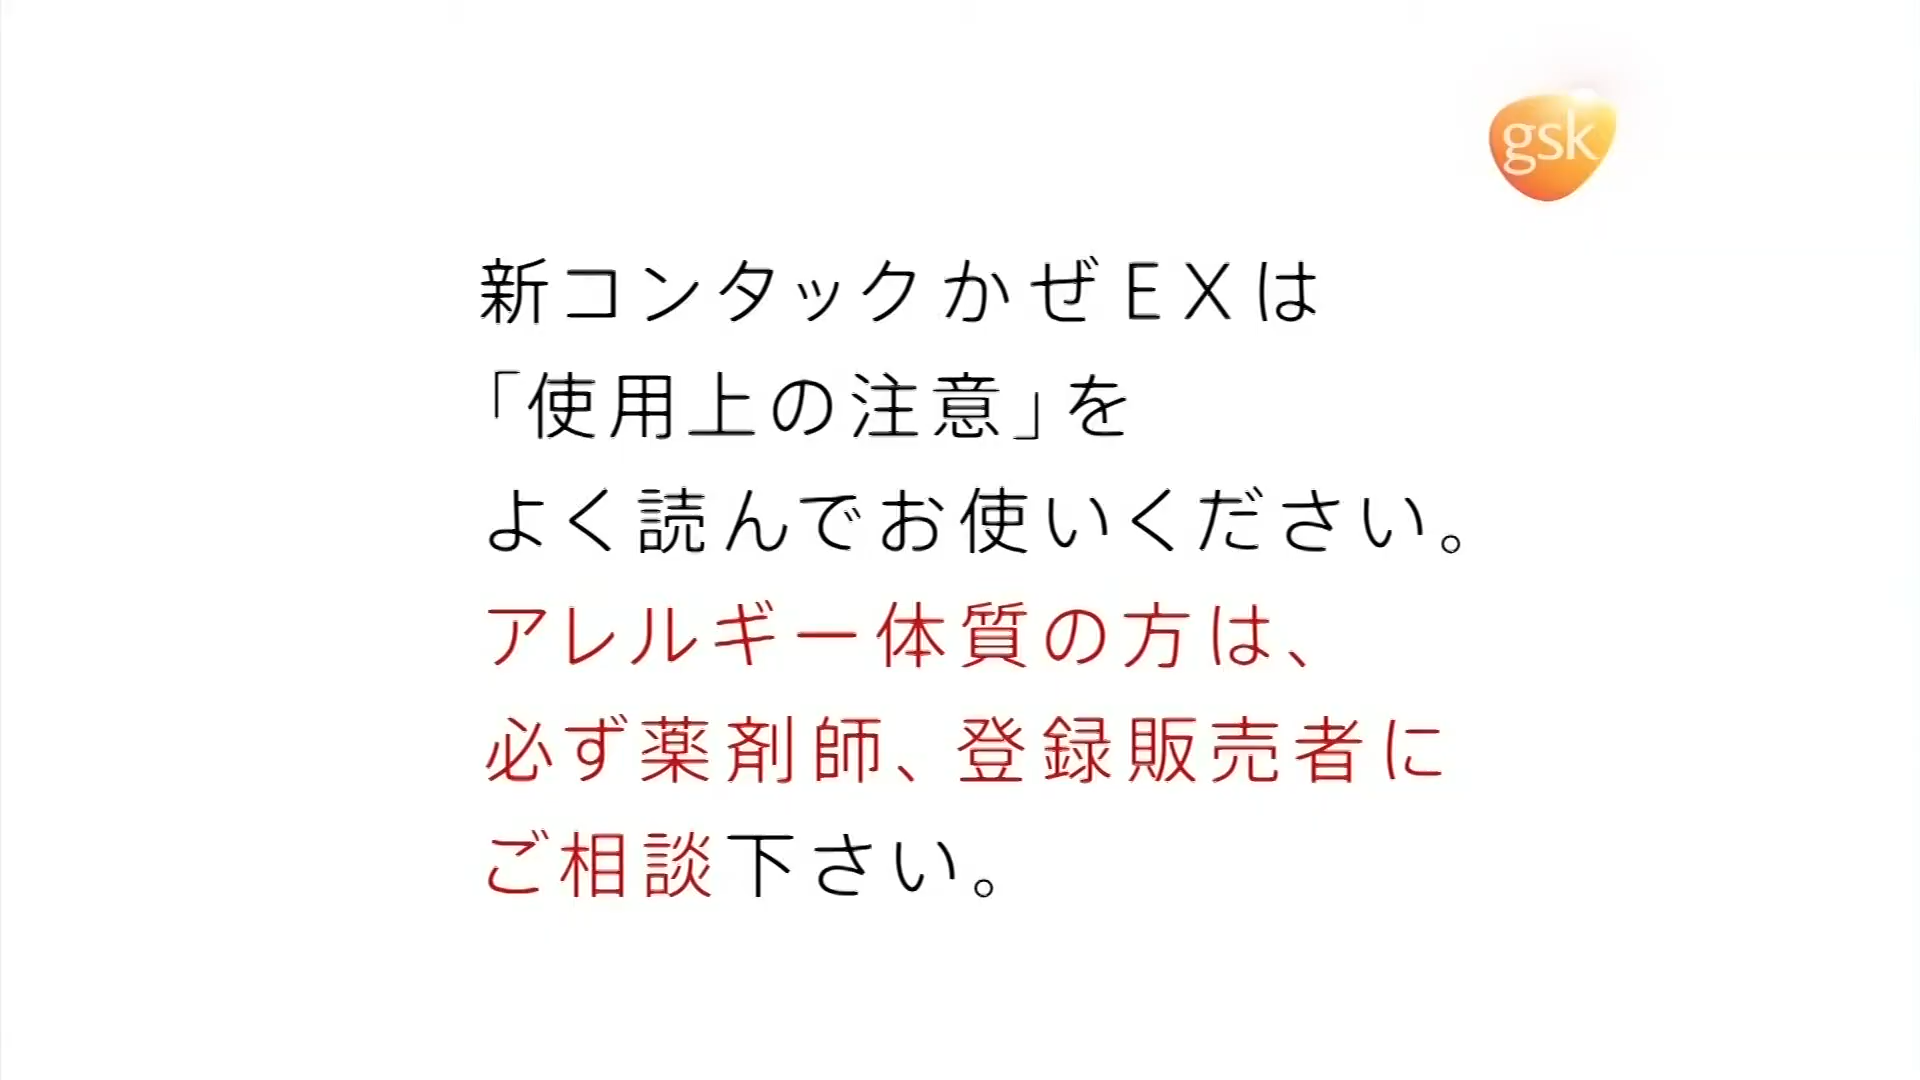 gsk
新コンタックかぜEXは
「使用上の注意」を
よく読んでお使いください。
アレルギー体質の方は、
必ず薬剤師、登録販売者に
ご相談下さい。